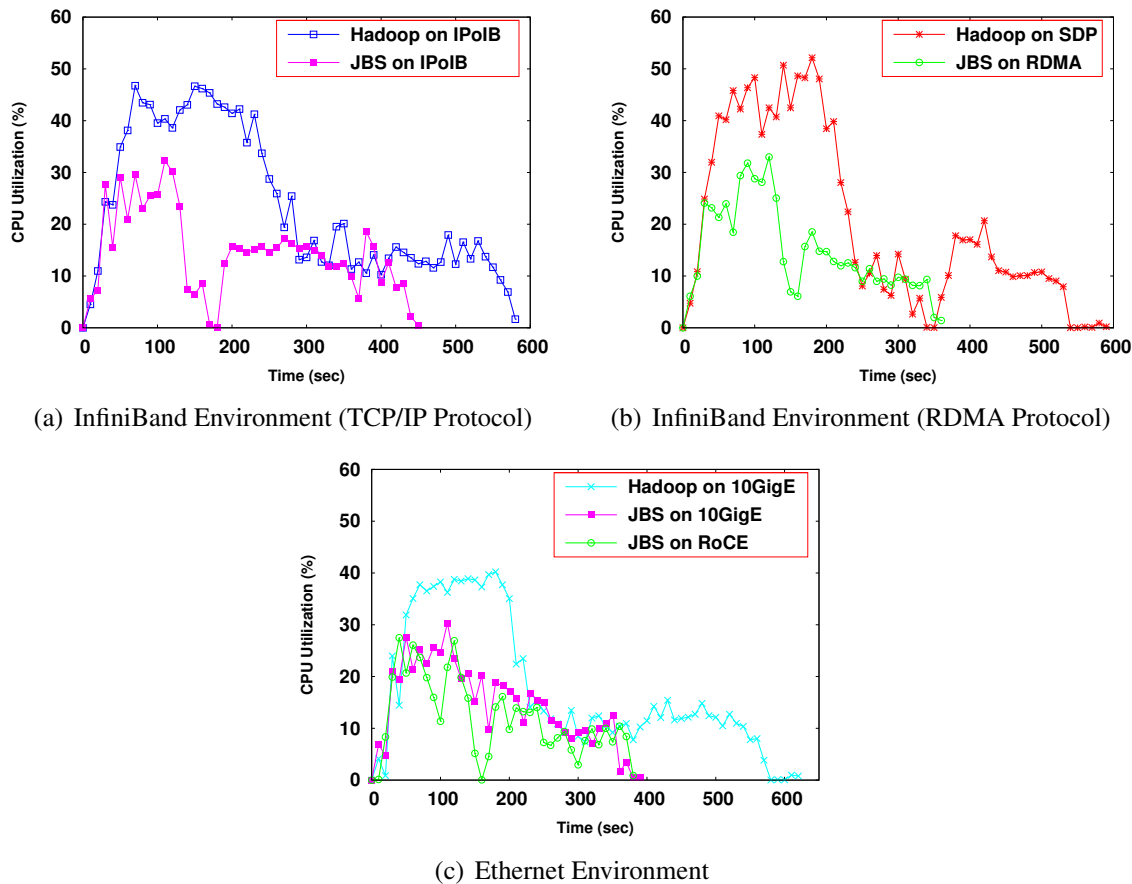 60
50
40
30
20
10
0
CPU Utilization (%)
Hadoop on IPoIB
JBS on IPoIB
0 100 200 300 400 500 600
Time (sec)
(a) InfiniBand Environment (TCP/IP Protocol)
60
50
40
30
20
10
0
CPU Utilization (%)
Hadoop on SDP
JBS on RDMA
0 100 200 300 400 500 600
Time (sec)
(b) InfiniBand Environment (RDMA Protocol)
60
50
40
30
20
10
0
CPU Utilization (%)
Hadoop on 10GigE
JBS on 10GigE
JBS on RoCE
0 100 200 300 400 500 600
Time (sec)
(c) Ethernet Environment